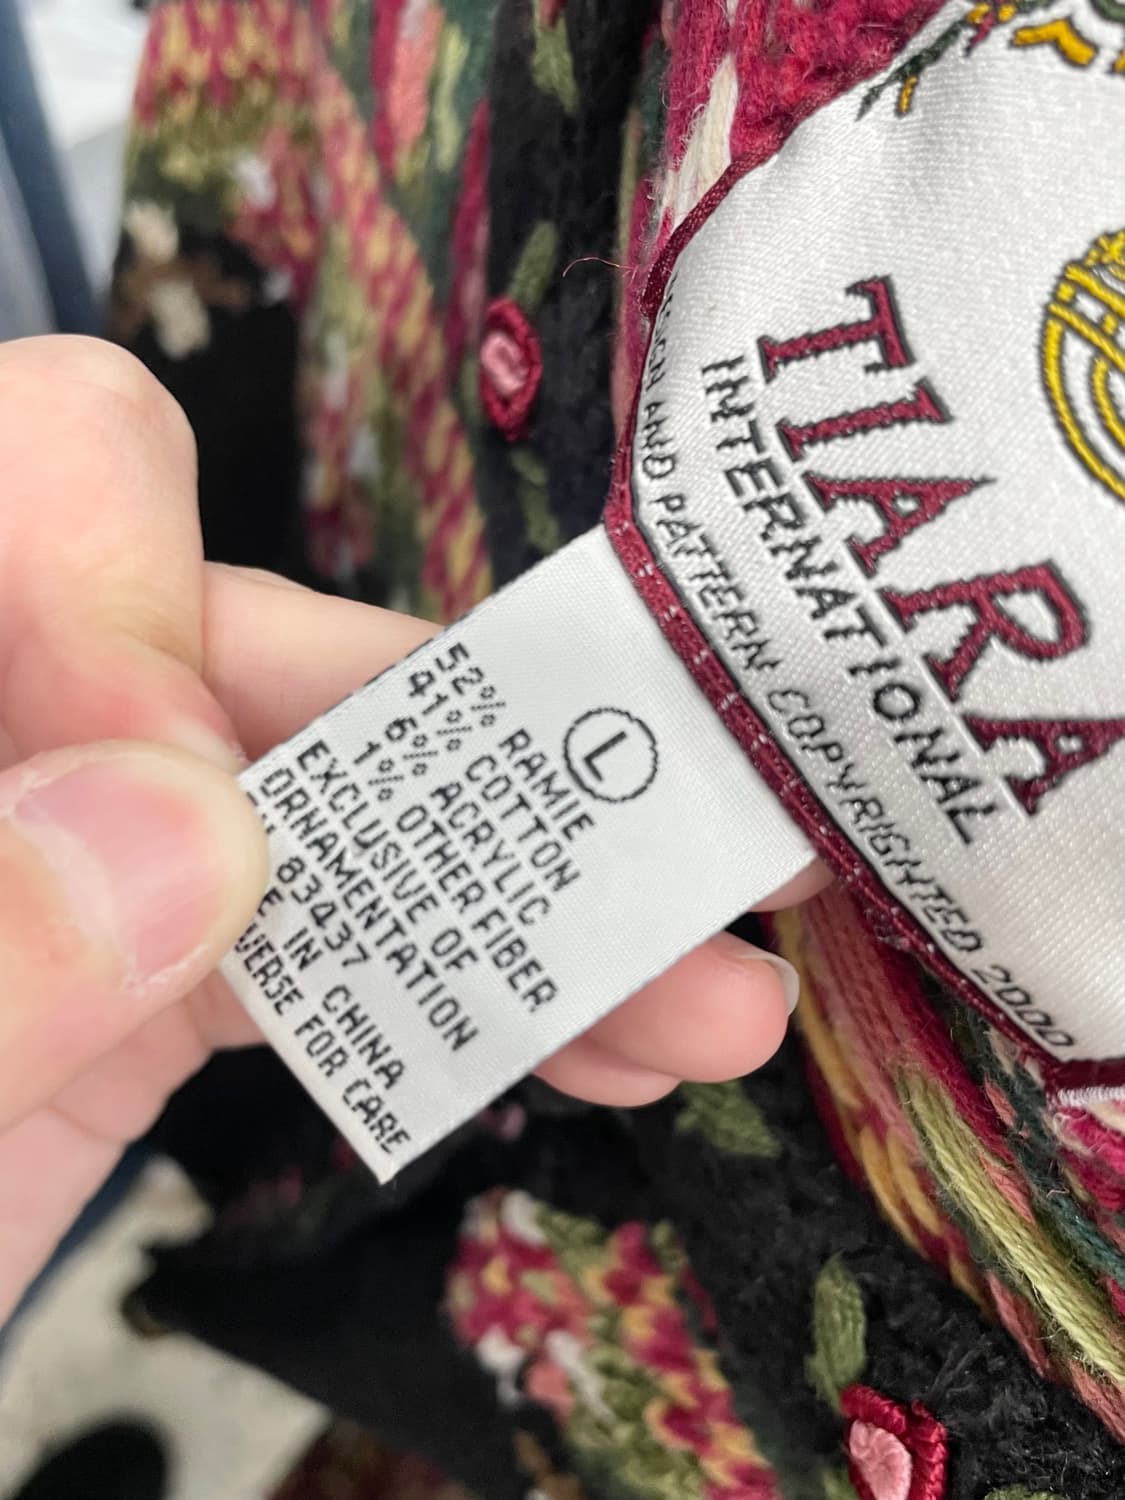 TIARA
INTERNATIONAL
AND PATTERN COPYRIGHTED 2000
L
52% RAMIE
41% COTTON
6% ACRYLIC
1% OTHER FIBER
EXCLUSIVE OF
ORNAMENTATION
83437
IN CHINA
FOR CARE